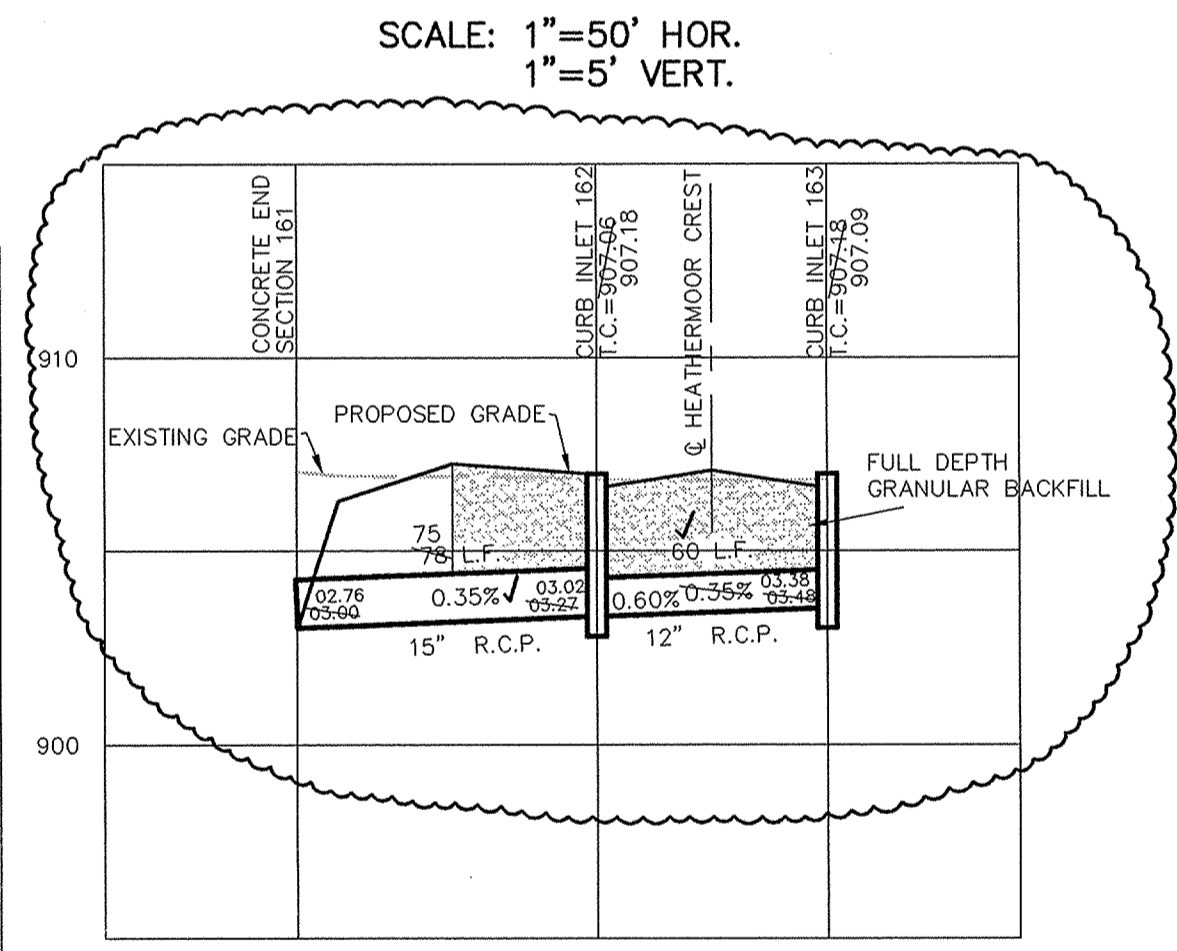 SCALE: 1"=50' HOR.
1"=5' VERT.
CONCRETE END
SECTION 161
CURB INLET 162
T.C.=907.06
907.18
℄ HEATHERMOOR CREST
CURB INLET 163
T.C.=907.18
907.09
910
EXISTING GRADE
PROPOSED GRADE
FULL DEPTH
GRANULAR BACKFILL
75
78 L.F.
60 L.F.
02.76
03.00
0.35%
03.02
03.27
0.60% 0.35%
03.38
03.48
15" R.C.P.
12" R.C.P.
900